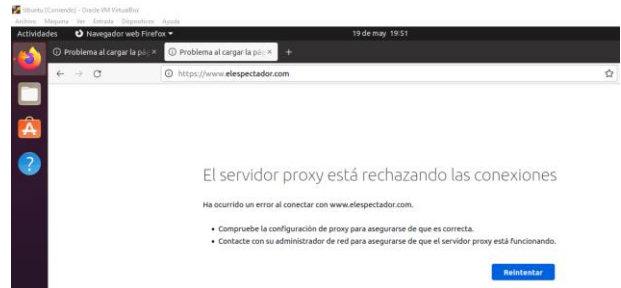 Ubuntu [Corriendo] - Oracle VM VirtualBox
Archivo Máquina Ver Entrada Dispositivos Ayuda
Actividades Navegador web Firefox 19 de may 19:51
Problema al cargar la pág × Problema al cargar la pág × +
https://www.elespectador.com
El servidor proxy está rechazando las conexiones
Ha ocurrido un error al conectar con www.elespectador.com.
• Compruebe la configuración de proxy para asegurarse de que es correcta.
• Contacte con su administrador de red para asegurarse de que el servidor proxy está funcionando.
Reintentar